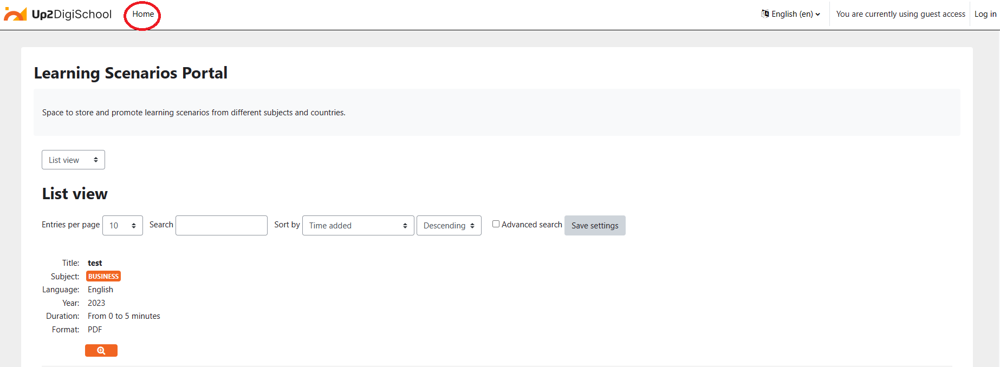 Up2DigiSchool Home English (en) You are currently using guest access Log in
Learning Scenarios Portal
Space to store and promote learning scenarios from different subjects and countries.
List view
List view
Entries per page 10 Search Sort by Time added Descending Advanced search Save settings
Title: test
Subject: BUSINESS
Language: English
Year: 2023
Duration: From 0 to 5 minutes
Format: PDF